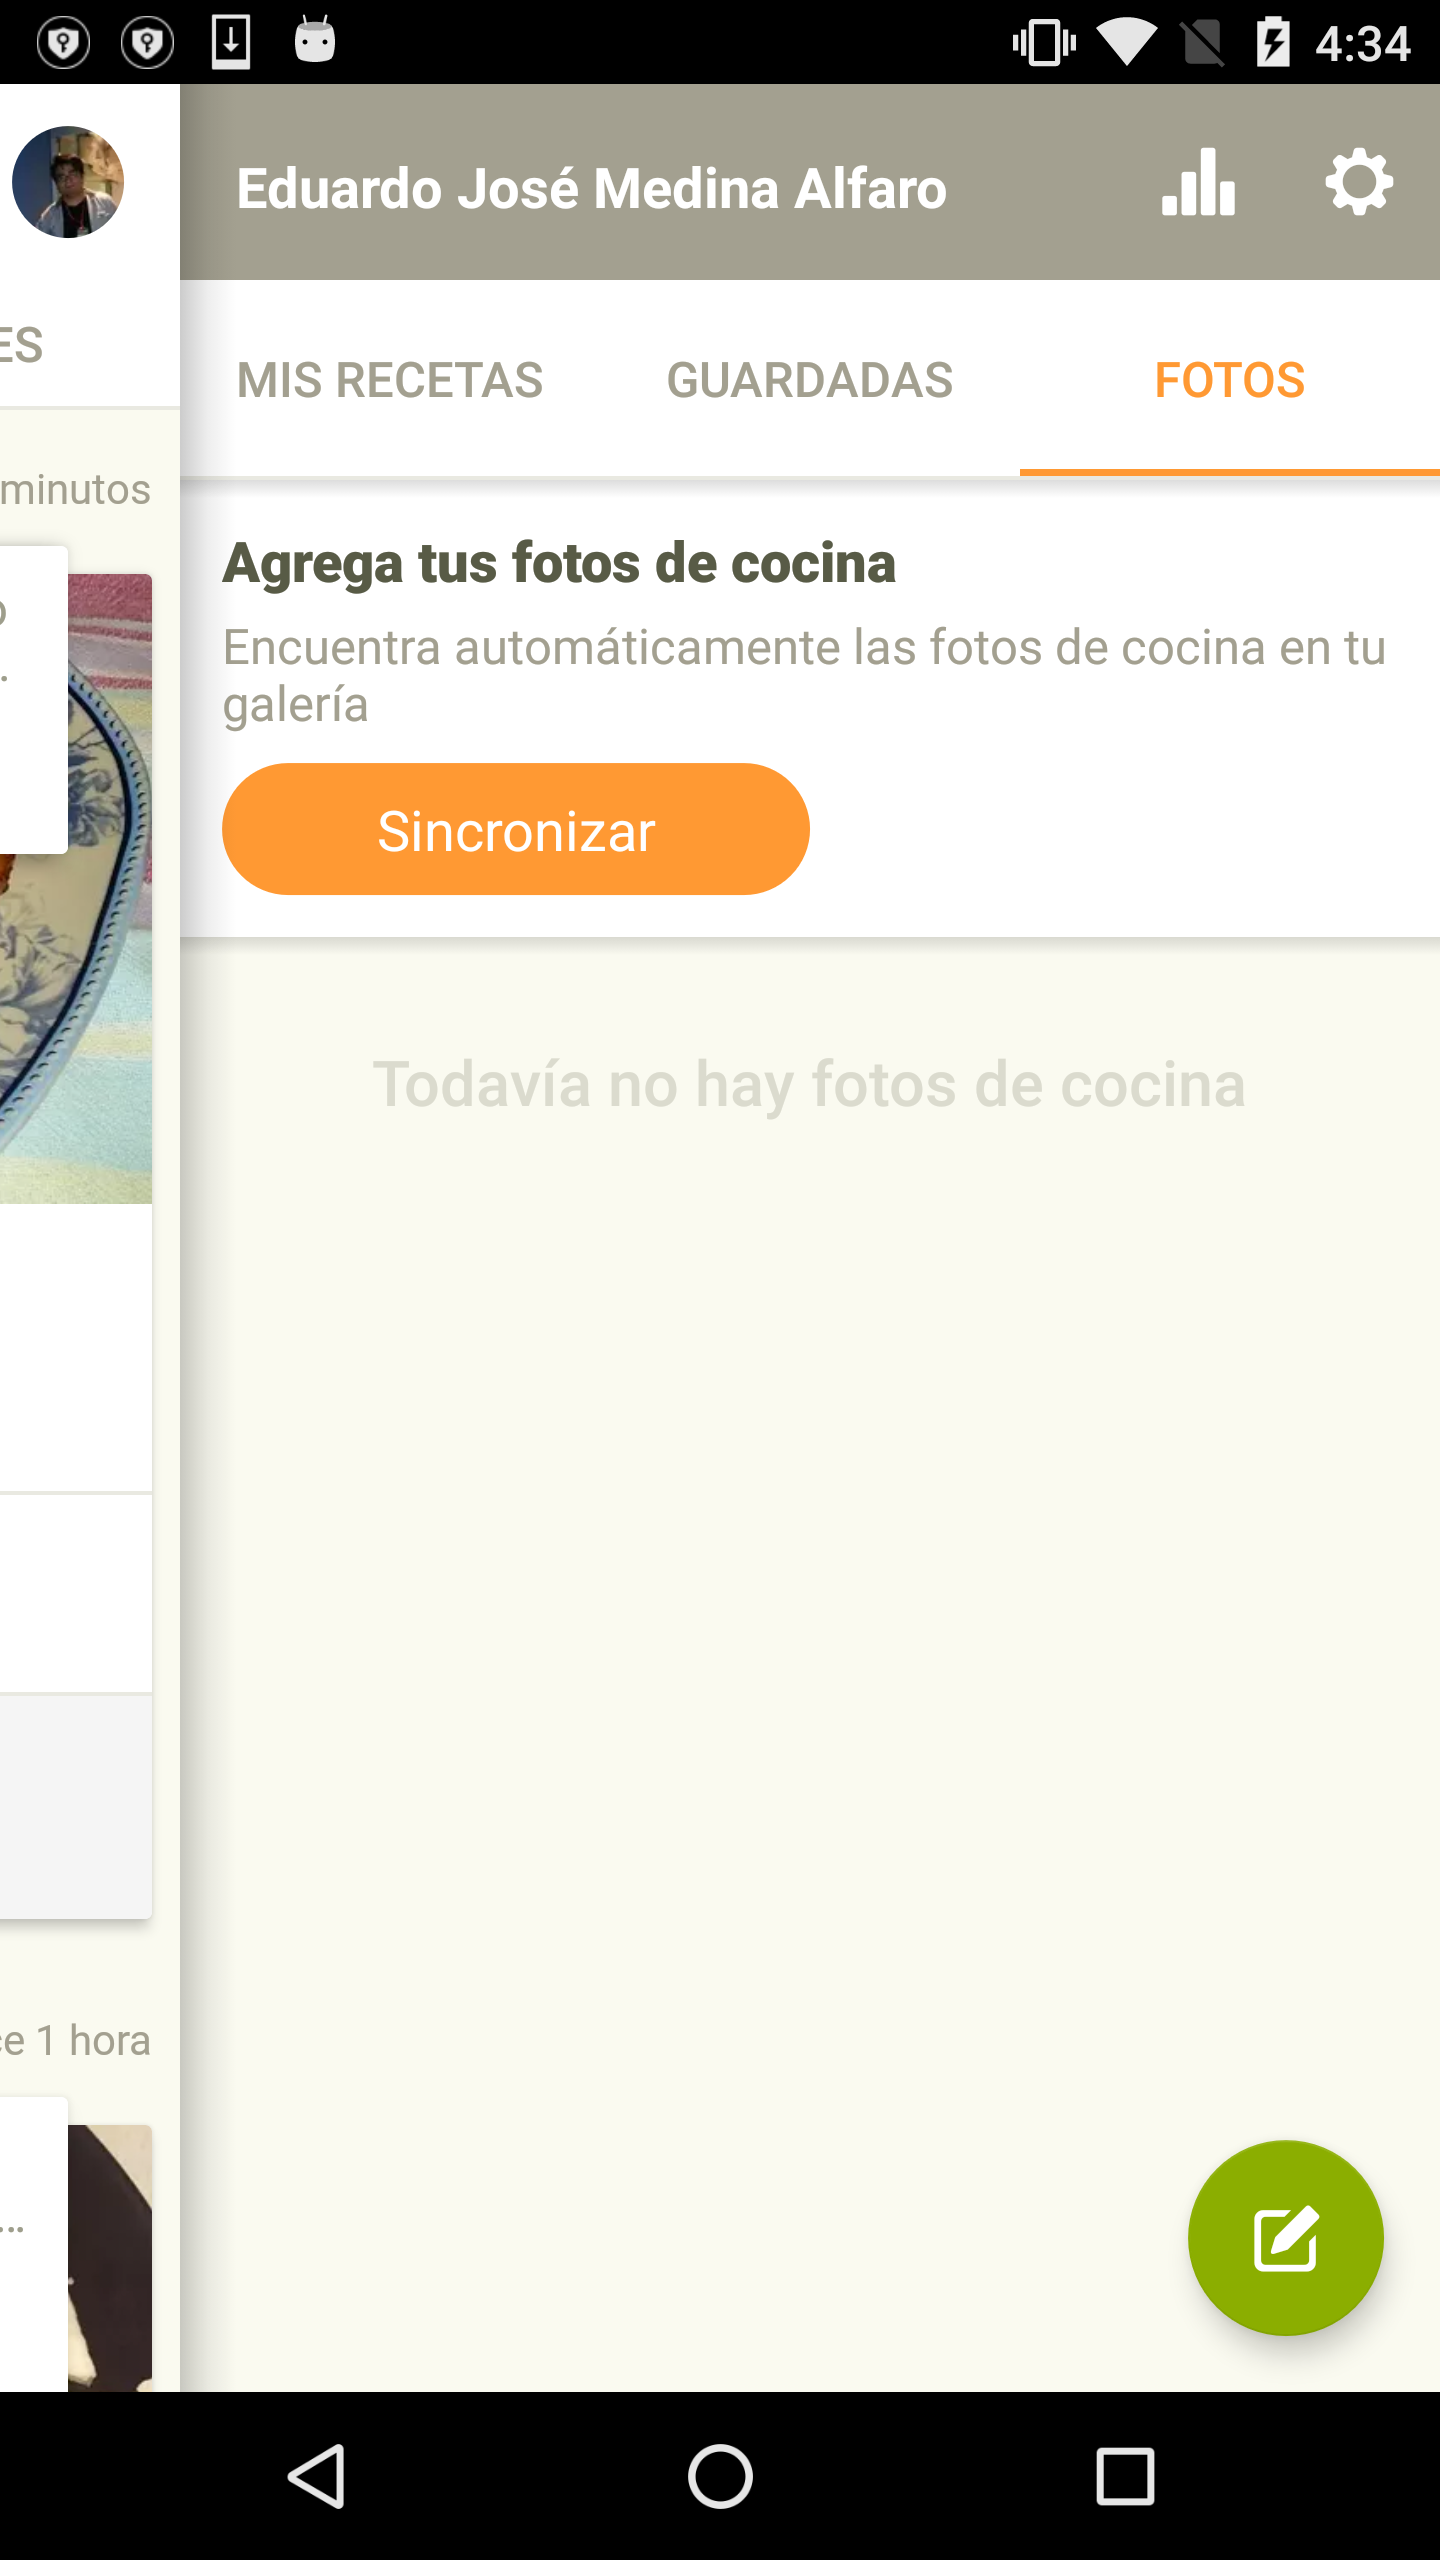 4:34
Eduardo José Medina Alfaro
ES
MIS RECETAS GUARDADAS FOTOS
minutos
Agrega tus fotos de cocina
Encuentra automáticamente las fotos de cocina en tu
galería
Sincronizar
Todavía no hay fotos de cocina
ce 1 hora
...